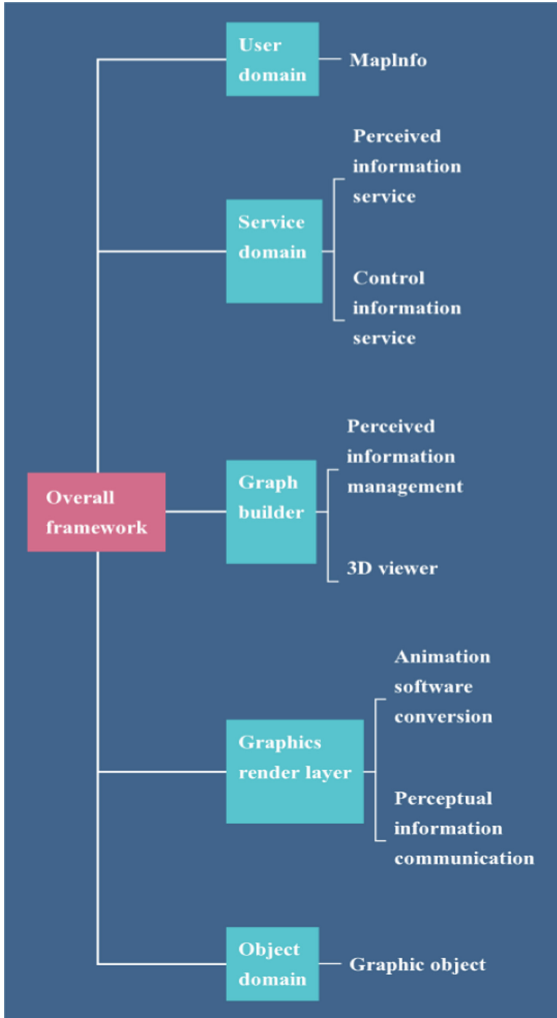 User
domain
MapInfo
Perceived
information
service
Service
domain
Control
information
service
Perceived
information
management
Overall
framework
Graph
builder
3D viewer
Animation
software
conversion
Graphics
render layer
Perceptual
information
communication
Object
domain
Graphic object